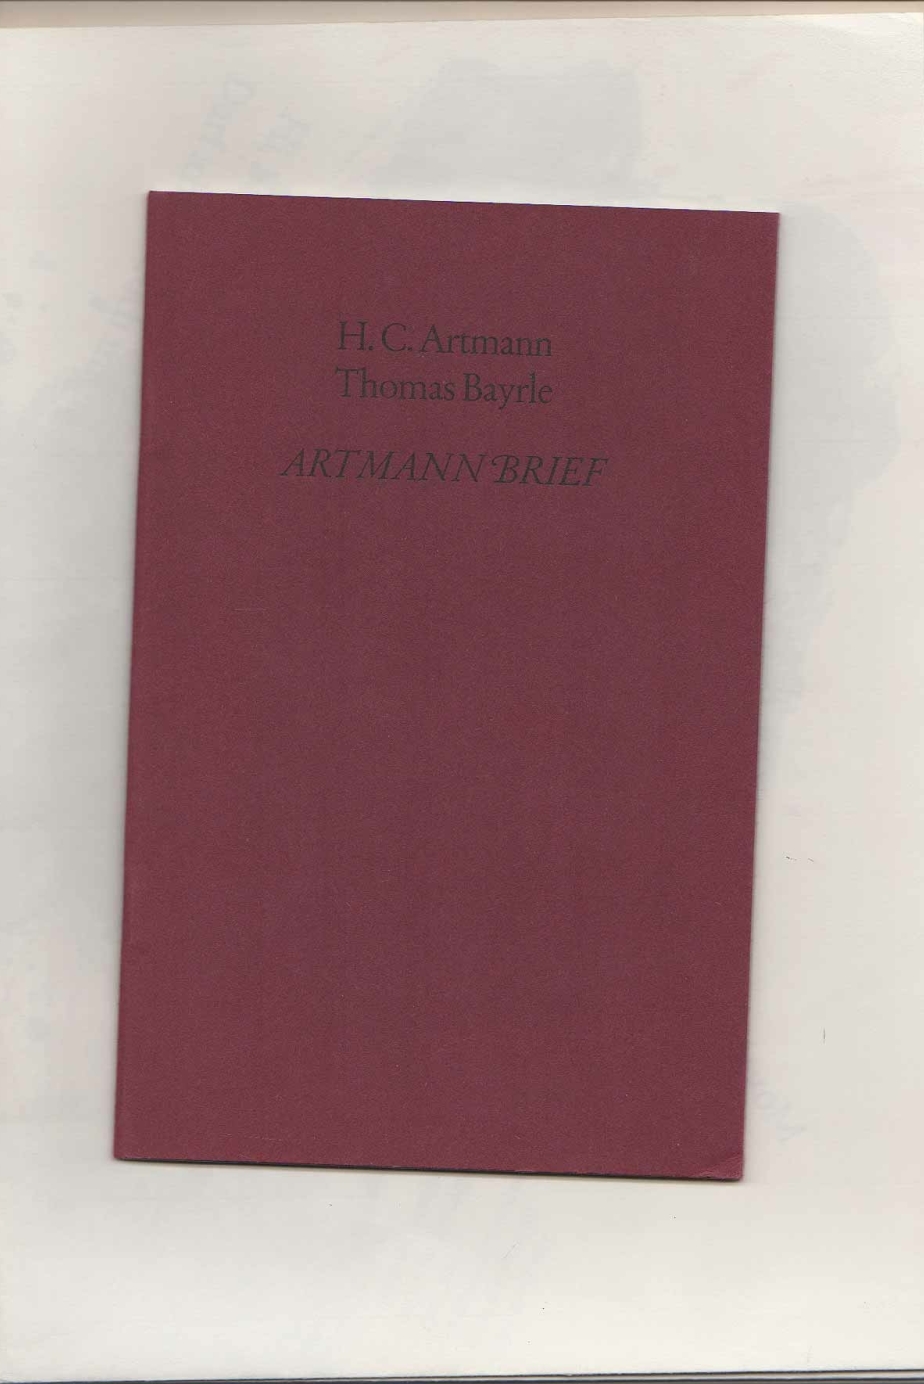 H. C. Artmann
Thomas Bayrle
ARTMANN BRIEF